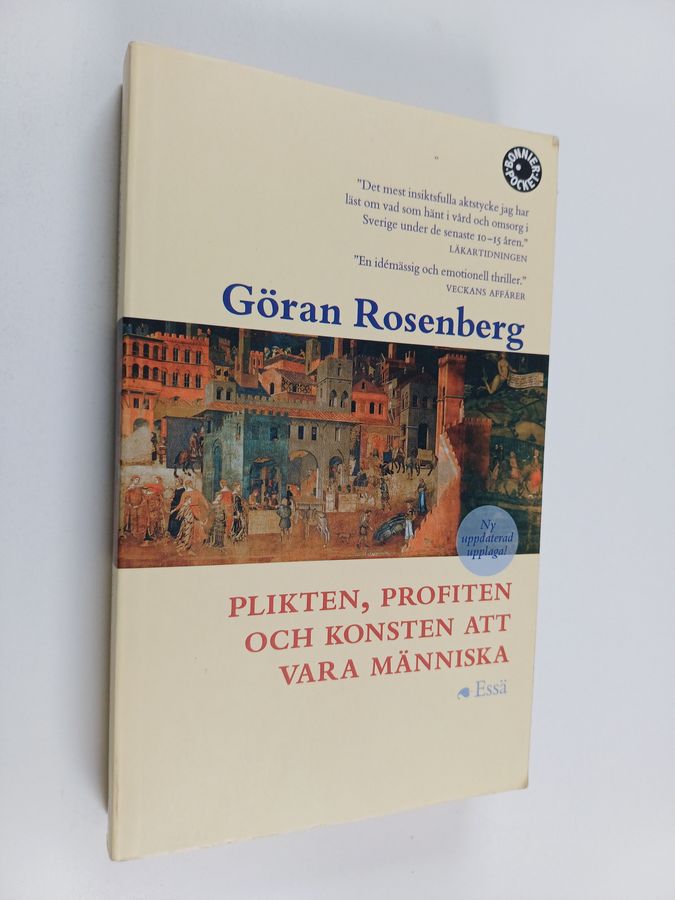 BONNIER
POCKET
”Det mest insiktsfulla aktstycke jag har
läst om vad som hänt i vård och omsorg i
Sverige under de senaste 10–15 åren.”
LÄKARTIDNINGEN
”En idémässig och emotionell thriller.”
VECKANS AFFÄRER
Göran Rosenberg
Ny
uppdaterad
upplaga!
PLIKTEN, PROFITEN
OCH KONSTEN ATT
VARA MÄNNISKA
Essä